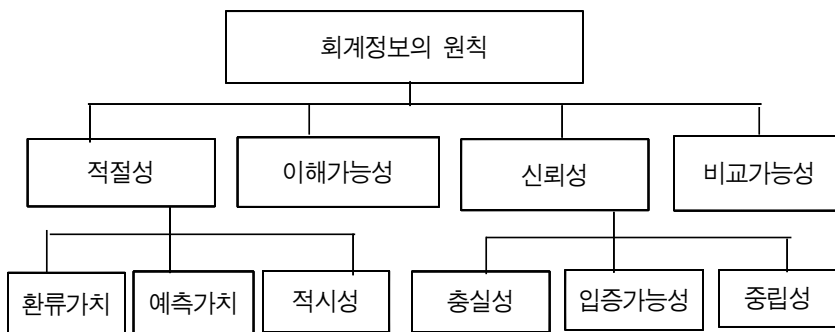 회계정보의 원칙
적절성
이해가능성
신뢰성
비교가능성
환류가치
예측가치
적시성
충실성
입증가능성
중립성